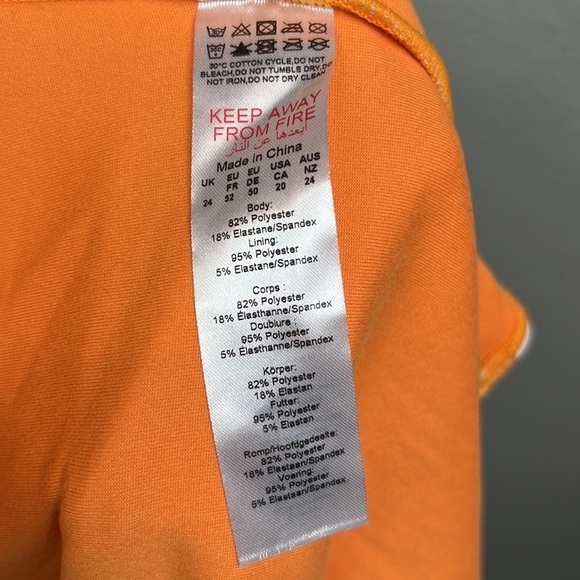 30°C COTTON CYCLE,DO NOT
BLEACH,DO NOT TUMBLE DRY,DO
NOT IRON,DO NOT DRY CLEAN
KEEP AWAY
FROM FIRE
أبعدها عن النار
Made in China
UK EU FR EU DE USA CA AUS NZ
24 52 50 20 24
Body:
82% Polyester
18% Elastane/Spandex
Lining:
95% Polyester
5% Elastane/Spandex
Corps :
82% Polyester
18% Élasthanne/Spandex
Doublure :
95% Polyester
5% Élasthanne/Spandex
Körper:
82% Polyester
18% Elastan
Futter:
95% Polyester
5% Elastan
Romp/Hoofdgedeelte:
82% Polyester
18% Elastaan/Spandex
Voering:
95% Polyester
5% Elastaan/Spandex